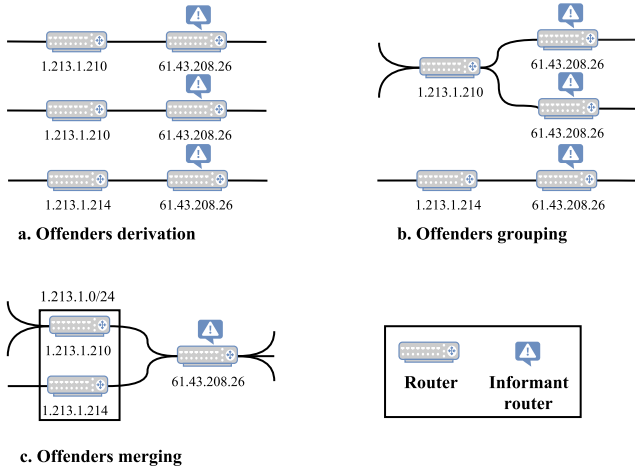 1.213.1.210
61.43.208.26
1.213.1.210
61.43.208.26
1.213.1.214
61.43.208.26
a. Offenders derivation
1.213.1.210
61.43.208.26
61.43.208.26
1.213.1.214
61.43.208.26
b. Offenders grouping
1.213.1.0/24
1.213.1.210
1.213.1.214
61.43.208.26
c. Offenders merging
Router
Informant
router